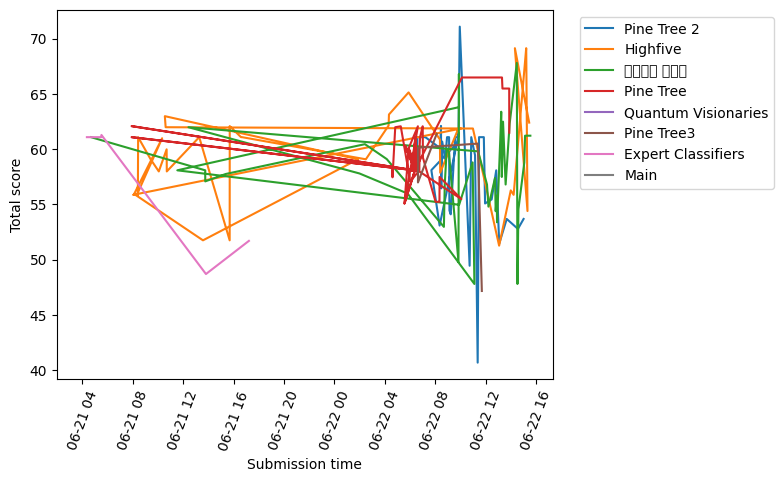 70
65
60
55
50
45
40
Total score
06-21 04
06-21 08
06-21 12
06-21 16
06-21 20
06-22 00
06-22 04
06-22 08
06-22 12
06-22 16
Submission time
Pine Tree 2
Highfive
Pine Tree
Quantum Visionaries
Pine Tree3
Expert Classifiers
Main